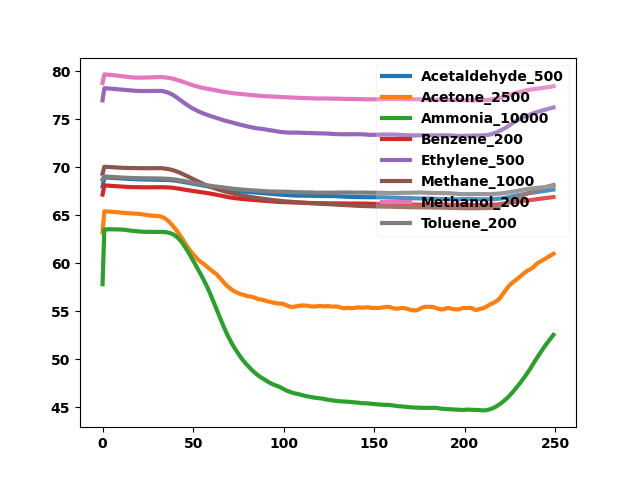 80
75
70
65
60
55
50
45
0 50 100 150 200 250
Acetaldehyde_500
Acetone_2500
Ammonia_10000
Benzene_200
Ethylene_500
Methane_1000
Methanol_200
Toluene_200